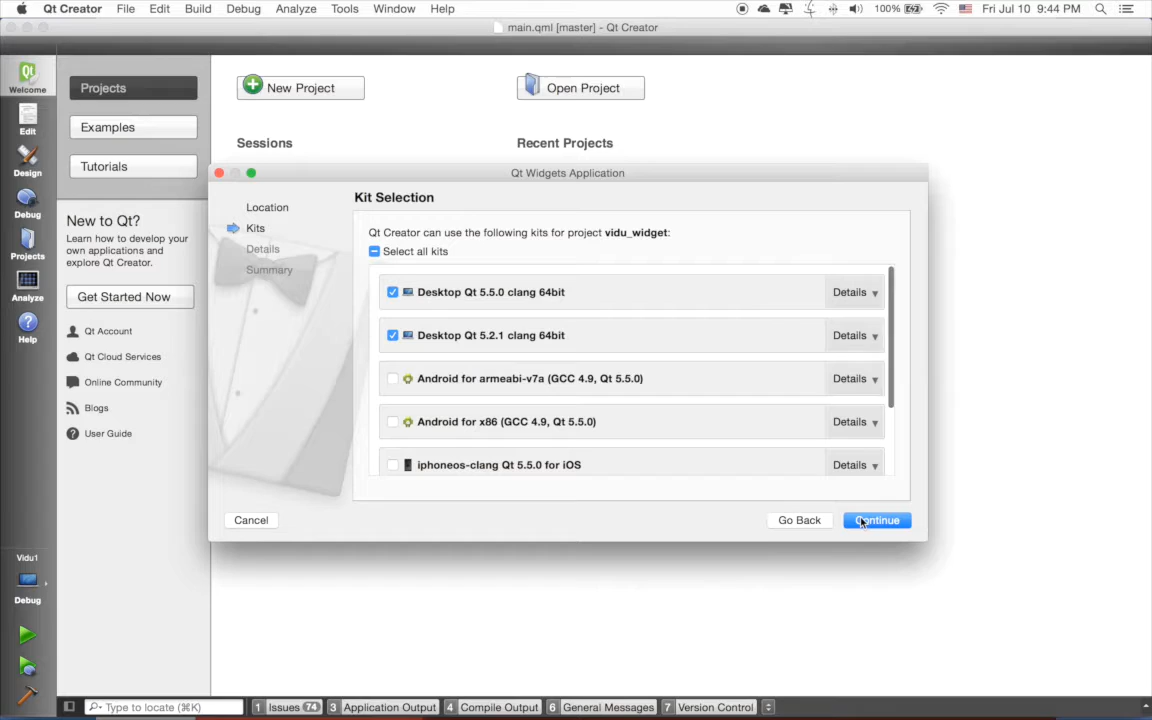 Qt Creator File Edit Build Debug Analyze Tools Window Help 100% Fri Jul 10 9:44 PM
main.qml [master] - Qt Creator
Welcome
Edit
Design
Debug
Projects
Analyze
Help
Vidu1
Debug
Projects
Examples
Tutorials
New to Qt?
Learn how to develop your
own applications and
explore Qt Creator.
Get Started Now
Qt Account
Qt Cloud Services
Online Community
Blogs
User Guide
New Project
Open Project
Sessions
Recent Projects
Qt Widgets Application
Location
Kits
Details
Summary
Kit Selection
Qt Creator can use the following kits for project vidu_widget:
Select all kits
Desktop Qt 5.5.0 clang 64bit Details
Desktop Qt 5.2.1 clang 64bit Details
Android for armeabi-v7a (GCC 4.9, Qt 5.5.0) Details
Android for x86 (GCC 4.9, Qt 5.5.0) Details
iphoneos-clang Qt 5.5.0 for iOS Details
Cancel Go Back Continue
Type to locate (⌘K) 1 Issues 74 3 Application Output 4 Compile Output 6 General Messages 7 Version Control